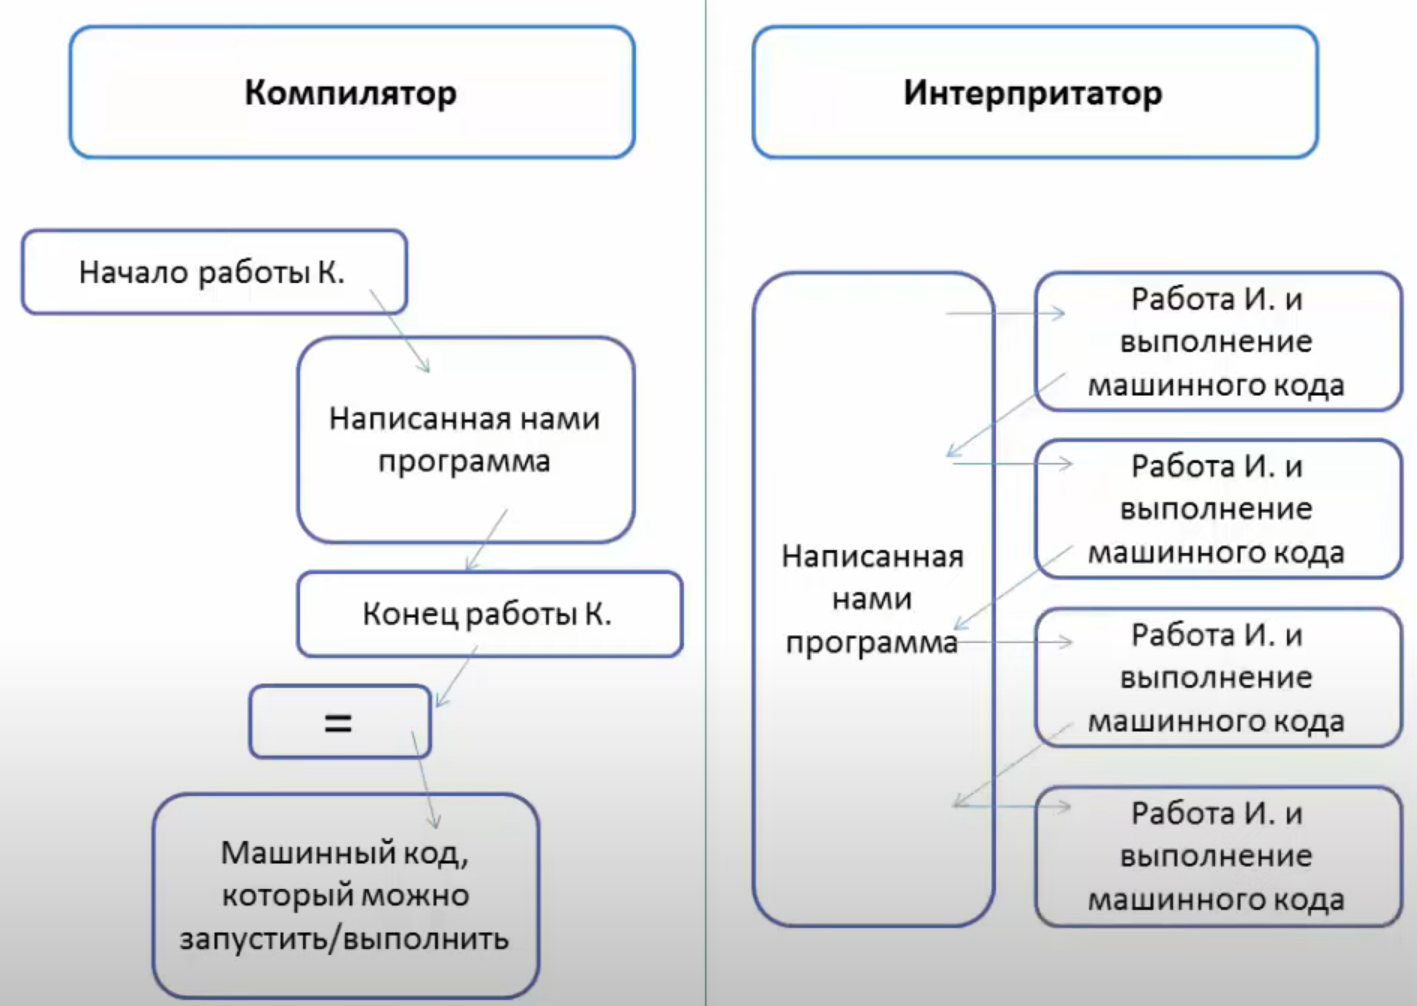 Компилятор
Начало работы К.
Написанная нами
программа
Конец работы К.
=
Машинный код,
который можно
запустить/выполнить
Интерпритатор
Написанная
нами
программа
Работа И. и
выполнение
машинного кода
Работа И. и
выполнение
машинного кода
Работа И. и
выполнение
машинного кода
Работа И. и
выполнение
машинного кода